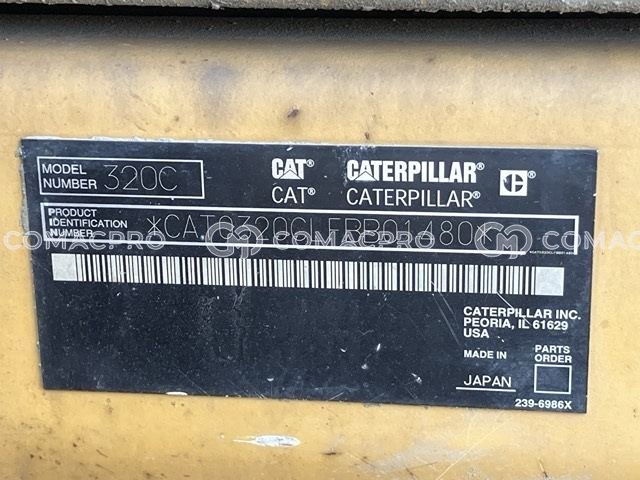 MODEL NUMBER 320C
CAT® CATERPILLAR®
CAT® CATERPILLAR®
PRODUCT IDENTIFICATION NUMBER
COMACPRO COMACPRO COMACPRO
CATERPILLAR INC.
PEORIA, IL 61629
USA
MADE IN
JAPAN
PARTS ORDER
239-6986X